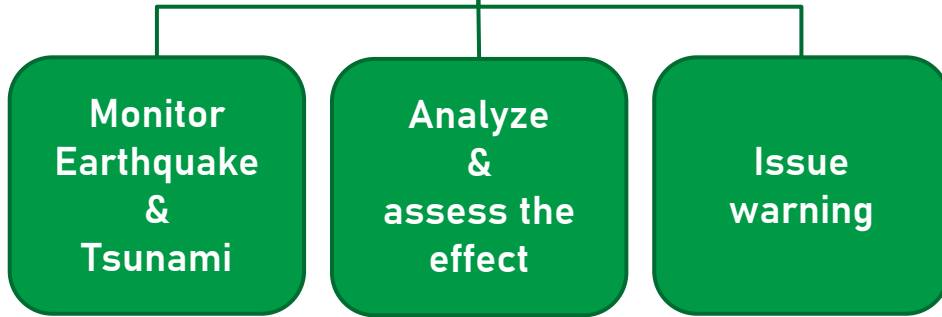 Monitor
Earthquake
&
Tsunami
Analyze
&
assess the
effect
Issue
warning